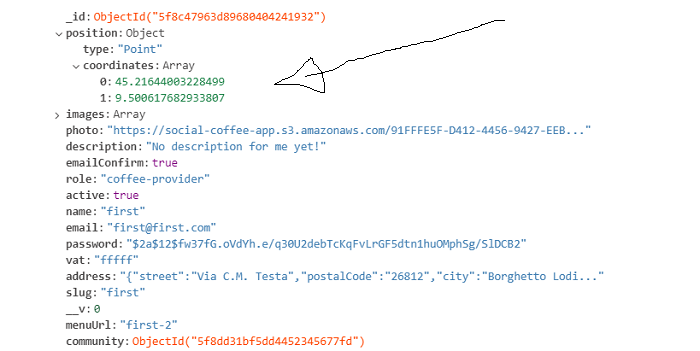 _id: ObjectId("5f8c47963d89680404241932")
position: Object
type: "Point"
coordinates: Array
0: 45.21644003228499
1: 9.500617682933807
images: Array
photo: "https://social-coffee-app.s3.amazonaws.com/91FFFE5F-D412-4456-9427-EEB..."
description: "No description for me yet!"
emailConfirm: true
role: "coffee-provider"
active: true
name: "first"
email: "first@first.com"
password: "$2a$12$fw37fG.oVdYh.e/q30U2debTcKqFvLrGF5dtn1huOMphSg/SlDCB2"
vat: "fffff"
address: "{"street":"Via C.M. Testa","postalCode":"26812","city":"Borghetto Lodi..."
slug: "first"
__v: 0
menuUrl: "first-2"
community: ObjectId("5f8dd31bf5dd4452345677fd")